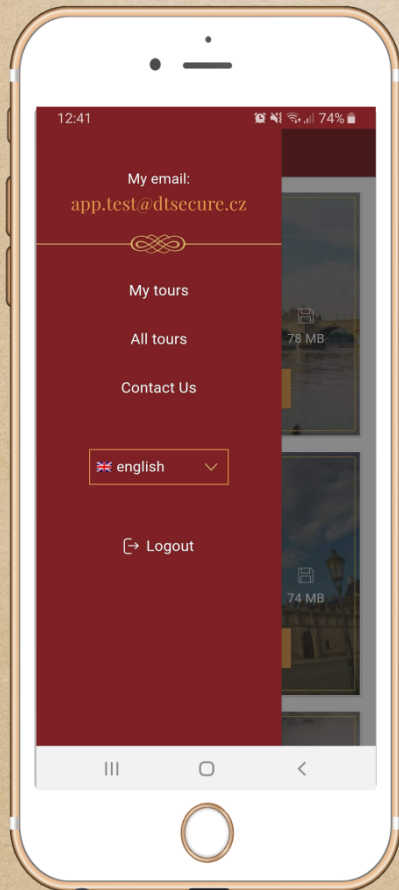 12:41
74%
My email:
app.test@dtsecure.cz
My tours
All tours
Contact Us
78 MB
english
Logout
74 MB